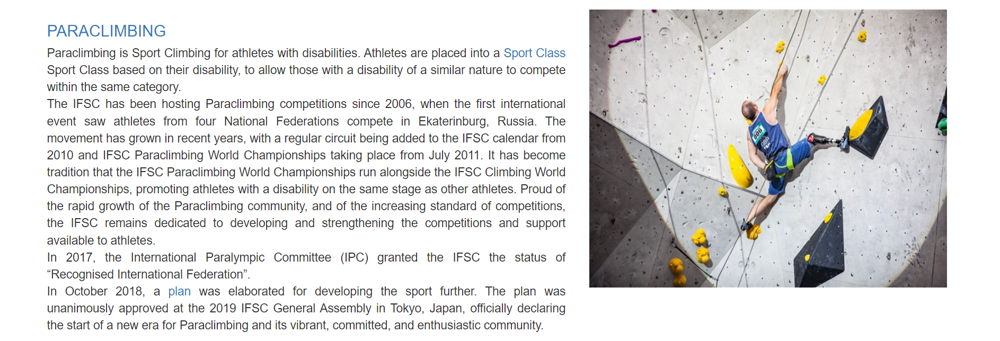 PARACLIMBING
Paraclimbing is Sport Climbing for athletes with disabilities. Athletes are placed into a Sport Class
Sport Class based on their disability, to allow those with a disability of a similar nature to compete
within the same category.
The IFSC has been hosting Paraclimbing competitions since 2006, when the first international
event saw athletes from four National Federations compete in Ekaterinburg, Russia. The
movement has grown in recent years, with a regular circuit being added to the IFSC calendar from
2010 and IFSC Paraclimbing World Championships taking place from July 2011. It has become
tradition that the IFSC Paraclimbing World Championships run alongside the IFSC Climbing World
Championships, promoting athletes with a disability on the same stage as other athletes. Proud of
the rapid growth of the Paraclimbing community, and of the increasing standard of competitions,
the IFSC remains dedicated to developing and strengthening the competitions and support
available to athletes.
In 2017, the International Paralympic Committee (IPC) granted the IFSC the status of
“Recognised International Federation”.
In October 2018, a plan was elaborated for developing the sport further. The plan was
unanimously approved at the 2019 IFSC General Assembly in Tokyo, Japan, officially declaring
the start of a new era for Paraclimbing and its vibrant, committed, and enthusiastic community.
GBR